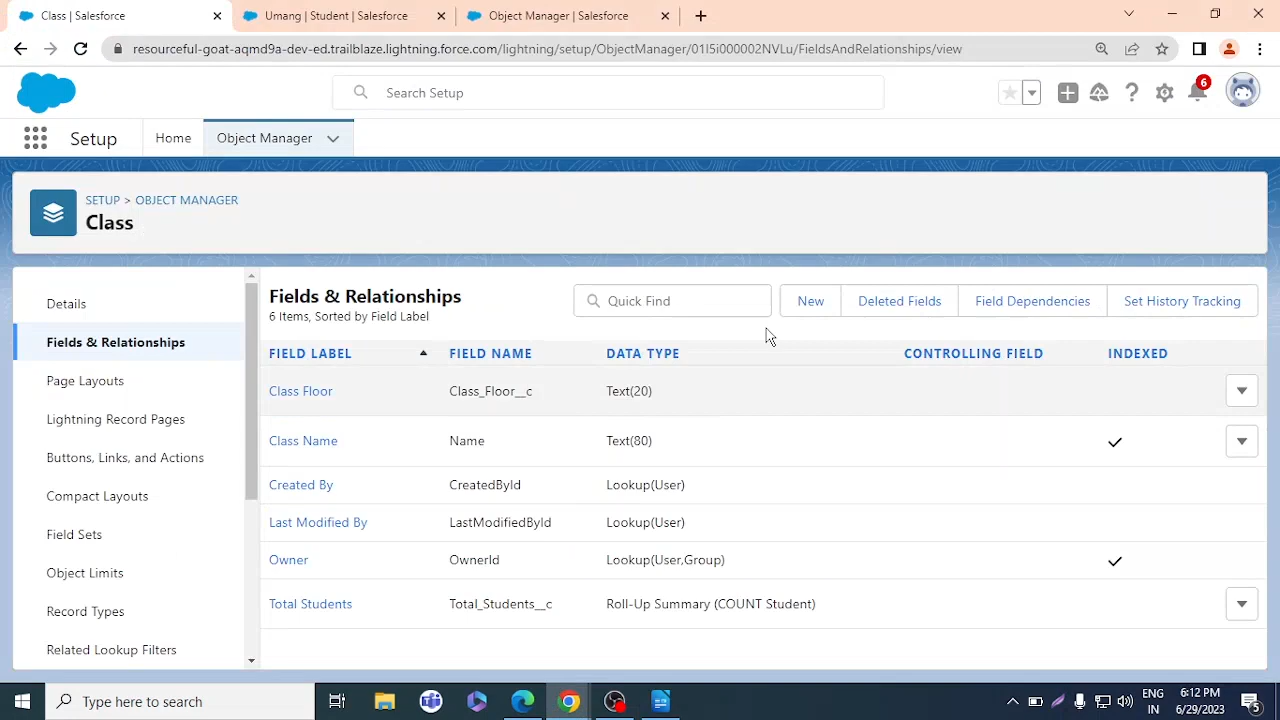 Class | Salesforce
Umang | Student | Salesforce
Object Manager | Salesforce
resourceful-goat-aqmd9a-dev-ed.trailblaze.lightning.force.com/lightning/setup/ObjectManager/01I5i000002NVLu/FieldsAndRelationships/view
Search Setup
6
Setup
Home
Object Manager
SETUP > OBJECT MANAGER
Class
Details
Fields & Relationships
Page Layouts
Lightning Record Pages
Buttons, Links, and Actions
Compact Layouts
Field Sets
Object Limits
Record Types
Related Lookup Filters
Fields & Relationships
6 Items, Sorted by Field Label
Quick Find
New
Deleted Fields
Field Dependencies
Set History Tracking
FIELD LABEL FIELD NAME DATA TYPE CONTROLLING FIELD INDEXED
Class Floor Class_Floor__c Text(20)
Class Name Name Text(80)
Created By CreatedById Lookup(User)
Last Modified By LastModifiedById Lookup(User)
Owner OwnerId Lookup(User,Group)
Total Students Total_Students__c Roll-Up Summary (COUNT Student)
Type here to search
ENG
IN
6:12 PM
6/29/2023
5